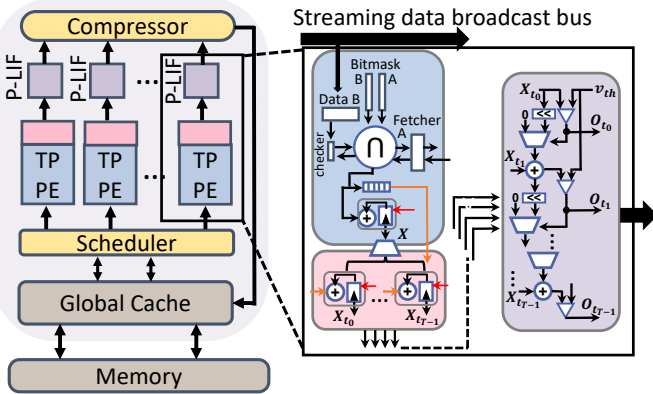 Streaming data broadcast bus
Compressor
P-LIF
P-LIF
...
P-LIF
TP
PE
TP
PE
...
TP
PE
Scheduler
Global Cache
Memory
Bitmask
B
A
Data B
Fetcher
A
checker
∩
X
X_{t_0}
...
X_{t_{T-1}}
X_{t_0}
v_{th}
0
<<
O_{t_0}
X_{t_1}
+
0
<<
O_{t_1}
...
X_{t_{T-1}}
+
O_{t_{T-1}}